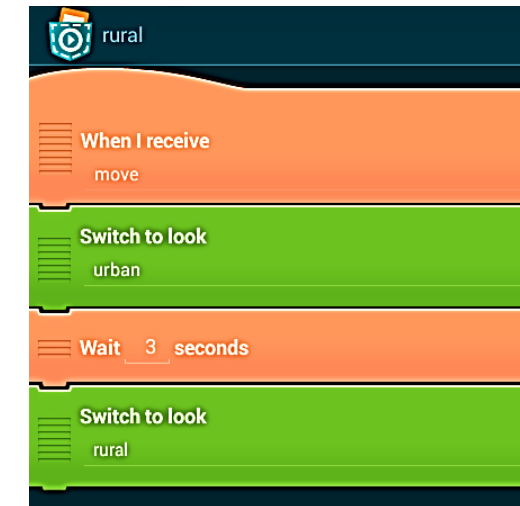 rural
When I receive
move
Switch to look
urban
Wait 3 seconds
Switch to look
rural